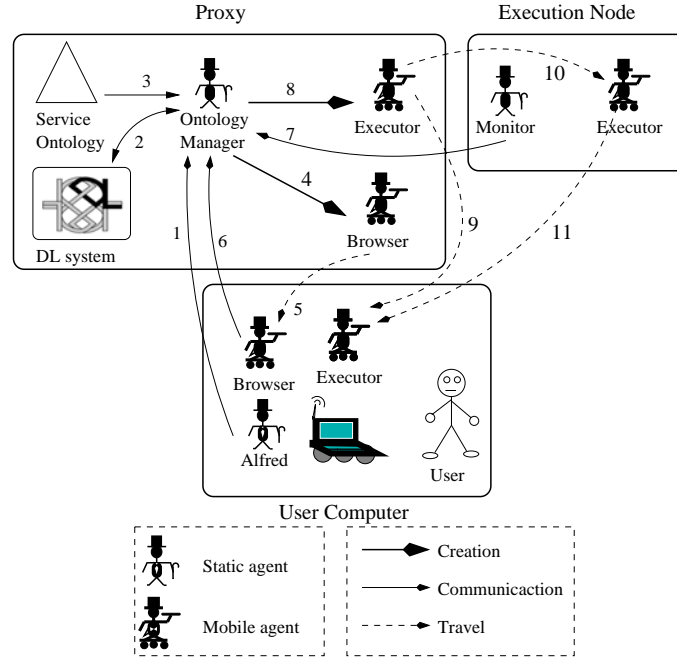 Proxy
Execution Node
3
8
10
Service
Ontology
2
Ontology
Manager
7
Executor
Monitor
Executor
4
DL
DL system
1
6
Browser
9
11
5
Browser
Executor
Alfred
User
User Computer
Static agent
Mobile agent
Creation
Communicaction
Travel